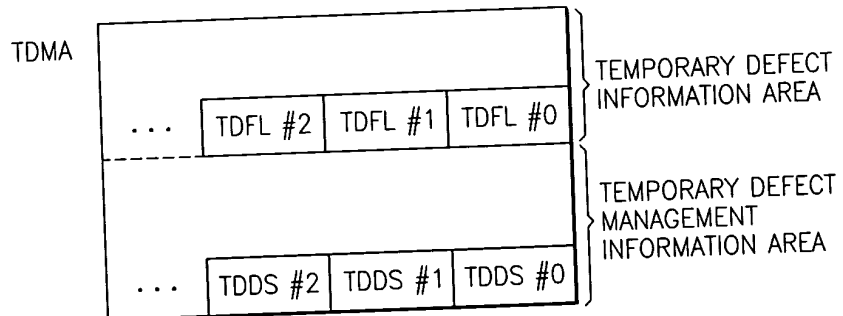 TDMA
TEMPORARY DEFECT
INFORMATION AREA
... TDFL #2 TDFL #1 TDFL #0
TEMPORARY DEFECT
MANAGEMENT
INFORMATION AREA
... TDDS #2 TDDS #1 TDDS #0